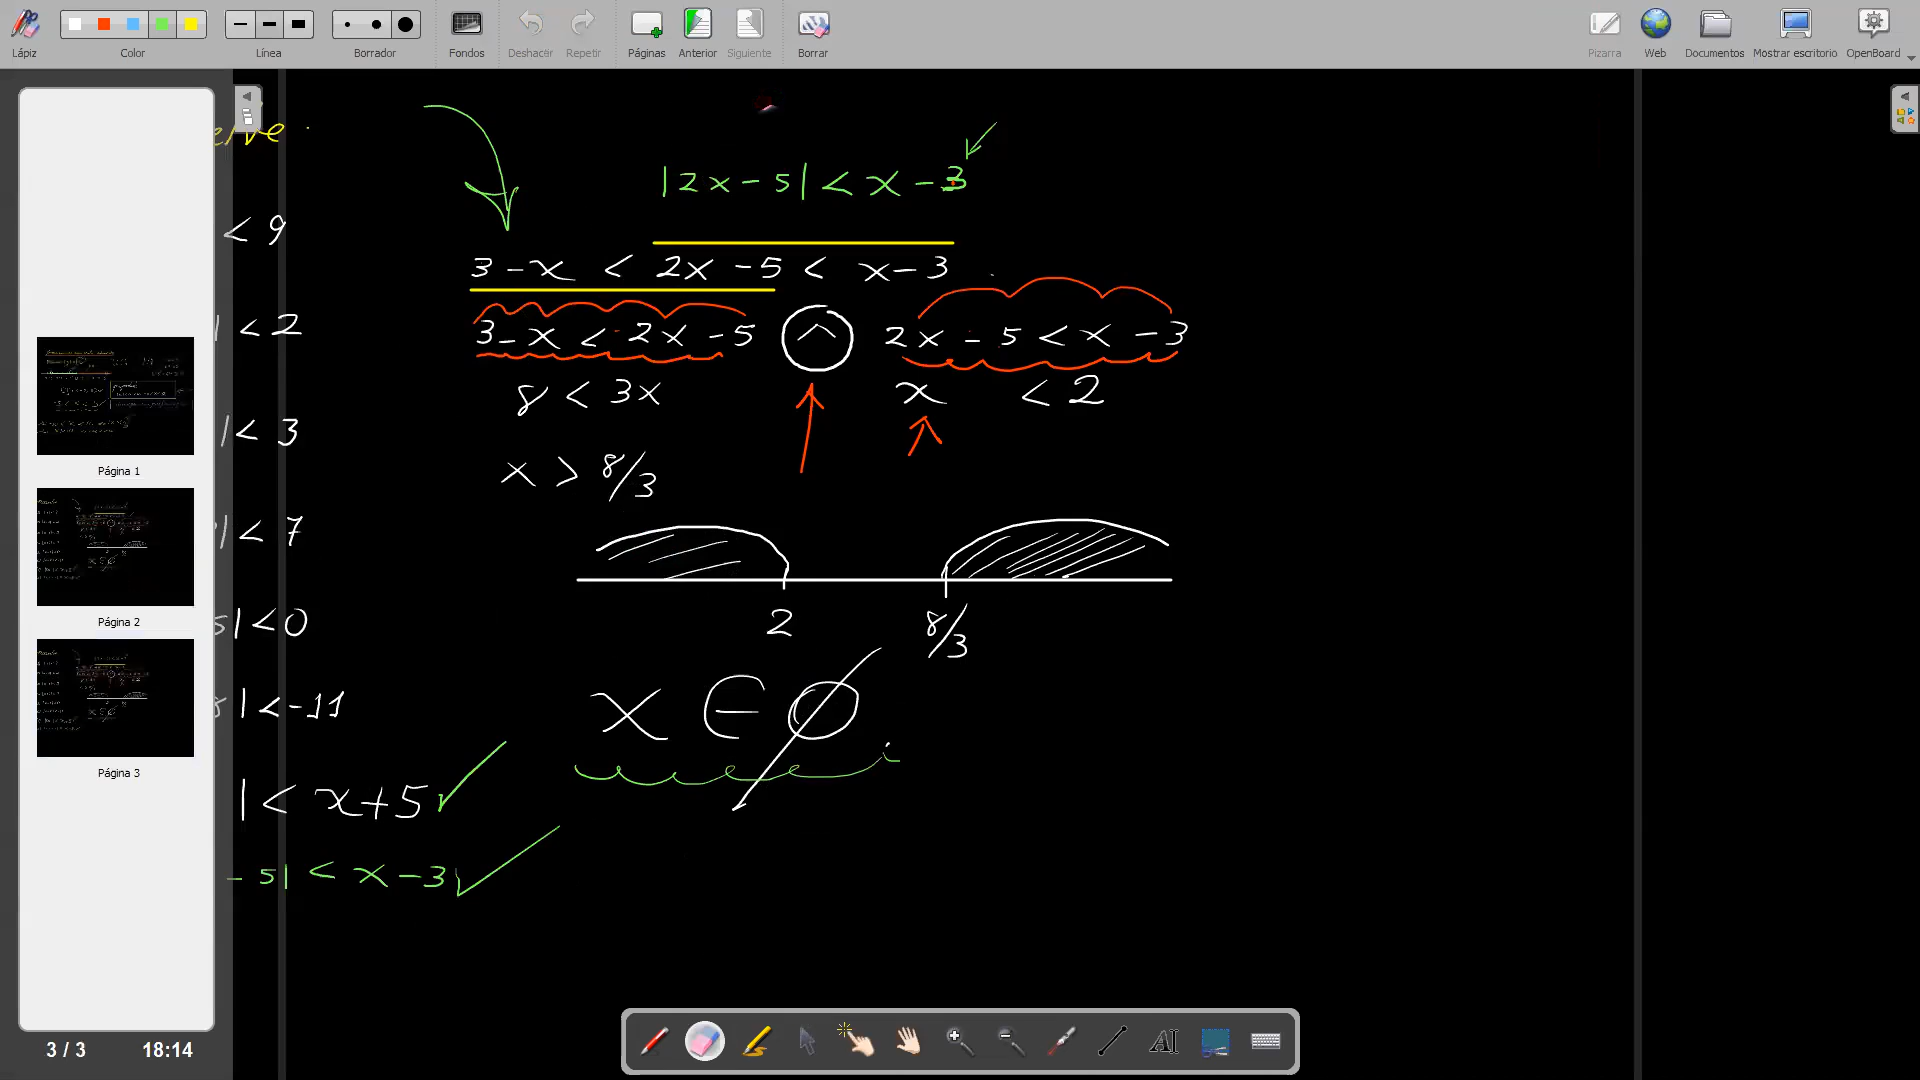 Lápiz Color Línea Borrador Fondos Deshacer Repetir Páginas Anterior Siguiente Borrar Pizarra Web Documentos Mostrar escritorio OpenBoard
|2x-5| < x-3
< 9
3-x < 2x-5 < x-3
|< 2
3-x < 2x-5 ^ 2x-5 < x-3
8 < 3x
x < 2
|< 3
Página 1
x > 8/3
|< 7
Página 2
5|<0
2
8/3
|<-11
x ∈ ∅
Página 3
|< x+5
-5| < x-3
3 / 3 18:14